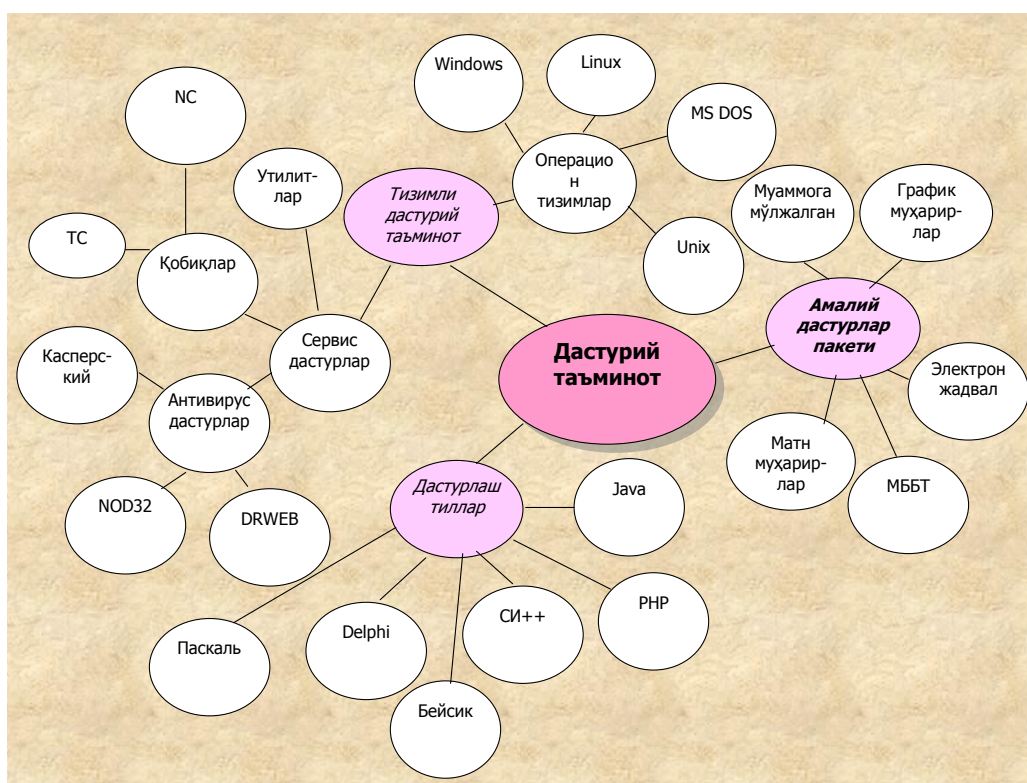 Windows
Linux
NC
MS DOS
Утилит-
лар
Операцио
н
тизимлар
Тизимли
дастурий
таъминот
Муаммога
мўлжалган
График
муҳарир-
лар
ТС
Қобиқлар
Unix
Амалий
дастурлар
пакети
Сервис
дастурлар
Дастурий
таъминот
Касперс-
кий
Антивирус
дастурлар
Электрон
жадвал
Матн
муҳарир-
лар
МББТ
NOD32
DRWEB
Дастурлаш
тиллар
Java
Паскаль
Delphi
СИ++
PHP
Бейсик